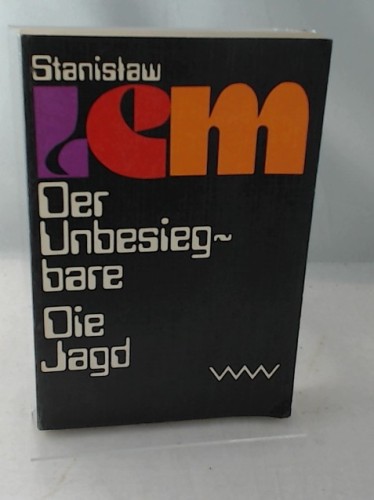 Stanisław
Lem
Der
Unbesieg~
bare
Die
Jagd